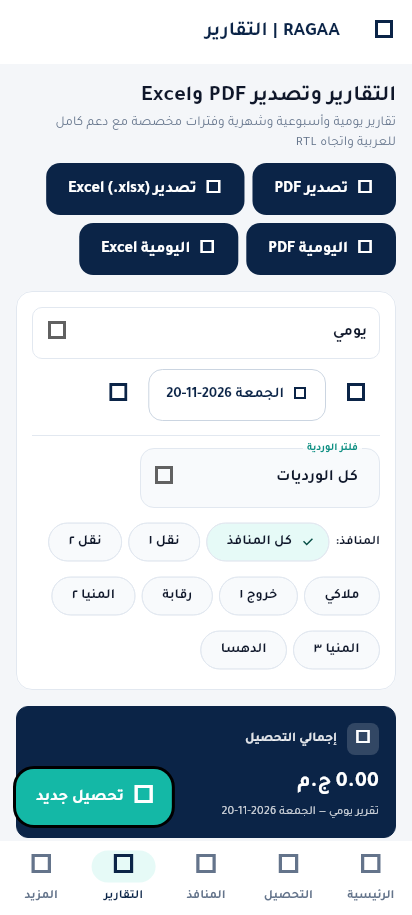 RAGAA | التقارير
التقارير وتصدير PDF وExcel
تقارير يومية وأسبوعية وشهرية وفترات مخصصة مع دعم كامل
للعربية واتجاه RTL
تصدير PDF
تصدير Excel (.xlsx)
اليومية PDF
اليومية Excel
يومي
الجمعة 2026-11-20
فلتر الوردية
كل الورديات
المنافذ:
كل المنافذ
نقل ١
نقل ٢
ملاكي
خروج ١
رقابة
المنيا ٢
المنيا ٣
الدهسا
إجمالي التحصيل
0.00 ج.م
تقرير يومي — الجمعة 2026-11-20
تحصيل جديد
الرئيسية
التحصيل
المنافذ
التقارير
المزيد